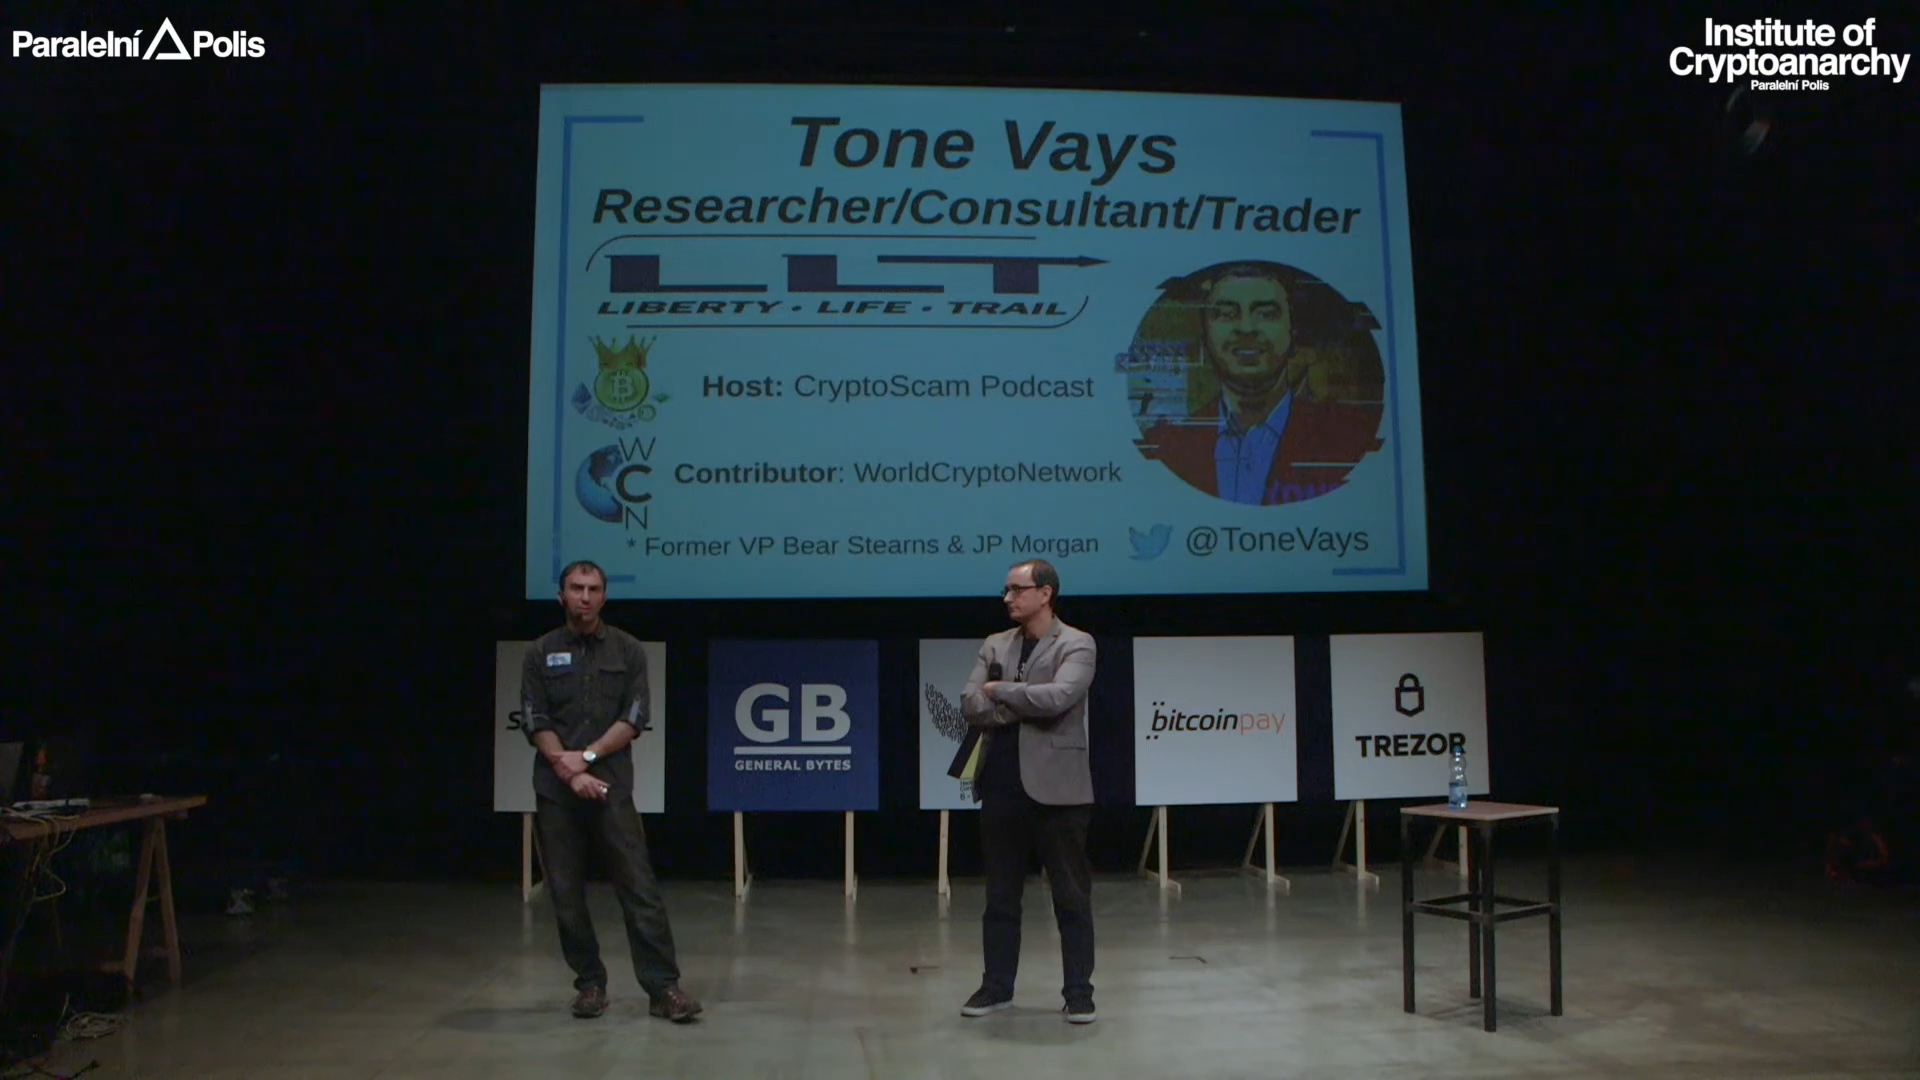 Paralelní Polis
Institute of
Cryptoanarchy
Paralelní Polis
Tone Vays
Researcher/Consultant/Trader
LLT
LIBERTY · LIFE · TRAIL
Host: CryptoScam Podcast
WCN
Contributor: WorldCryptoNetwork
* Former VP Bear Stearns & JP Morgan
@ToneVays
GB
GENERAL BYTES
bitcoinpay
TREZOR